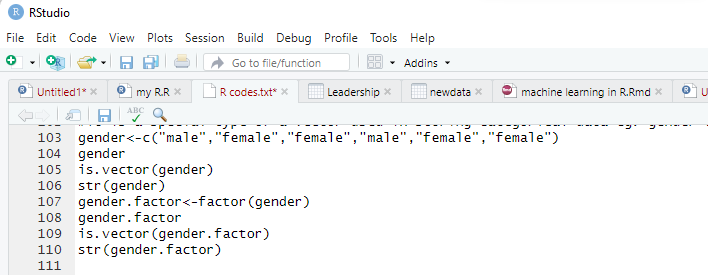 RStudio
File Edit Code View Plots Session Build Debug Profile Tools Help
Go to file/function Addins
Untitled1* my R.R R codes.txt* Leadership newdata machine learning in R.Rmd U
ABC
103 gender<-c("male","female","female","male","female","female")
104 gender
105 is.vector(gender)
106 str(gender)
107 gender.factor<-factor(gender)
108 gender.factor
109 is.vector(gender.factor)
110 str(gender.factor)
111